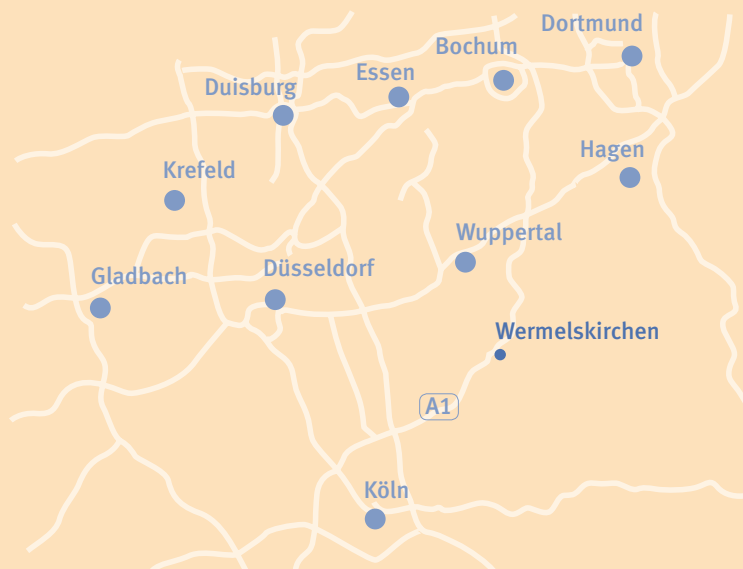 Dortmund
Bochum
Essen
Duisburg
Hagen
Krefeld
Wuppertal
Düsseldorf
Gladbach
Wermelskirchen
A1
Köln